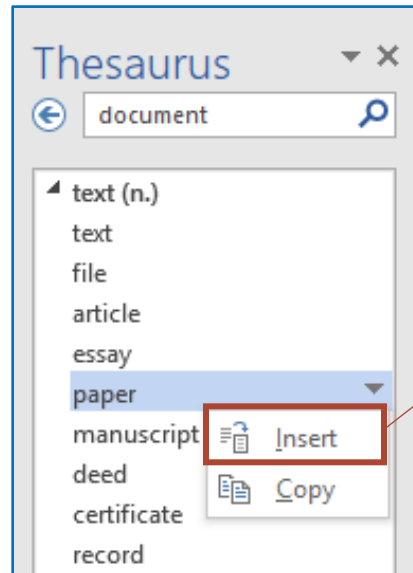 Thesaurus
document
text (n.)
text
file
article
essay
paper
manuscript
Insert
deed
Copy
certificate
record